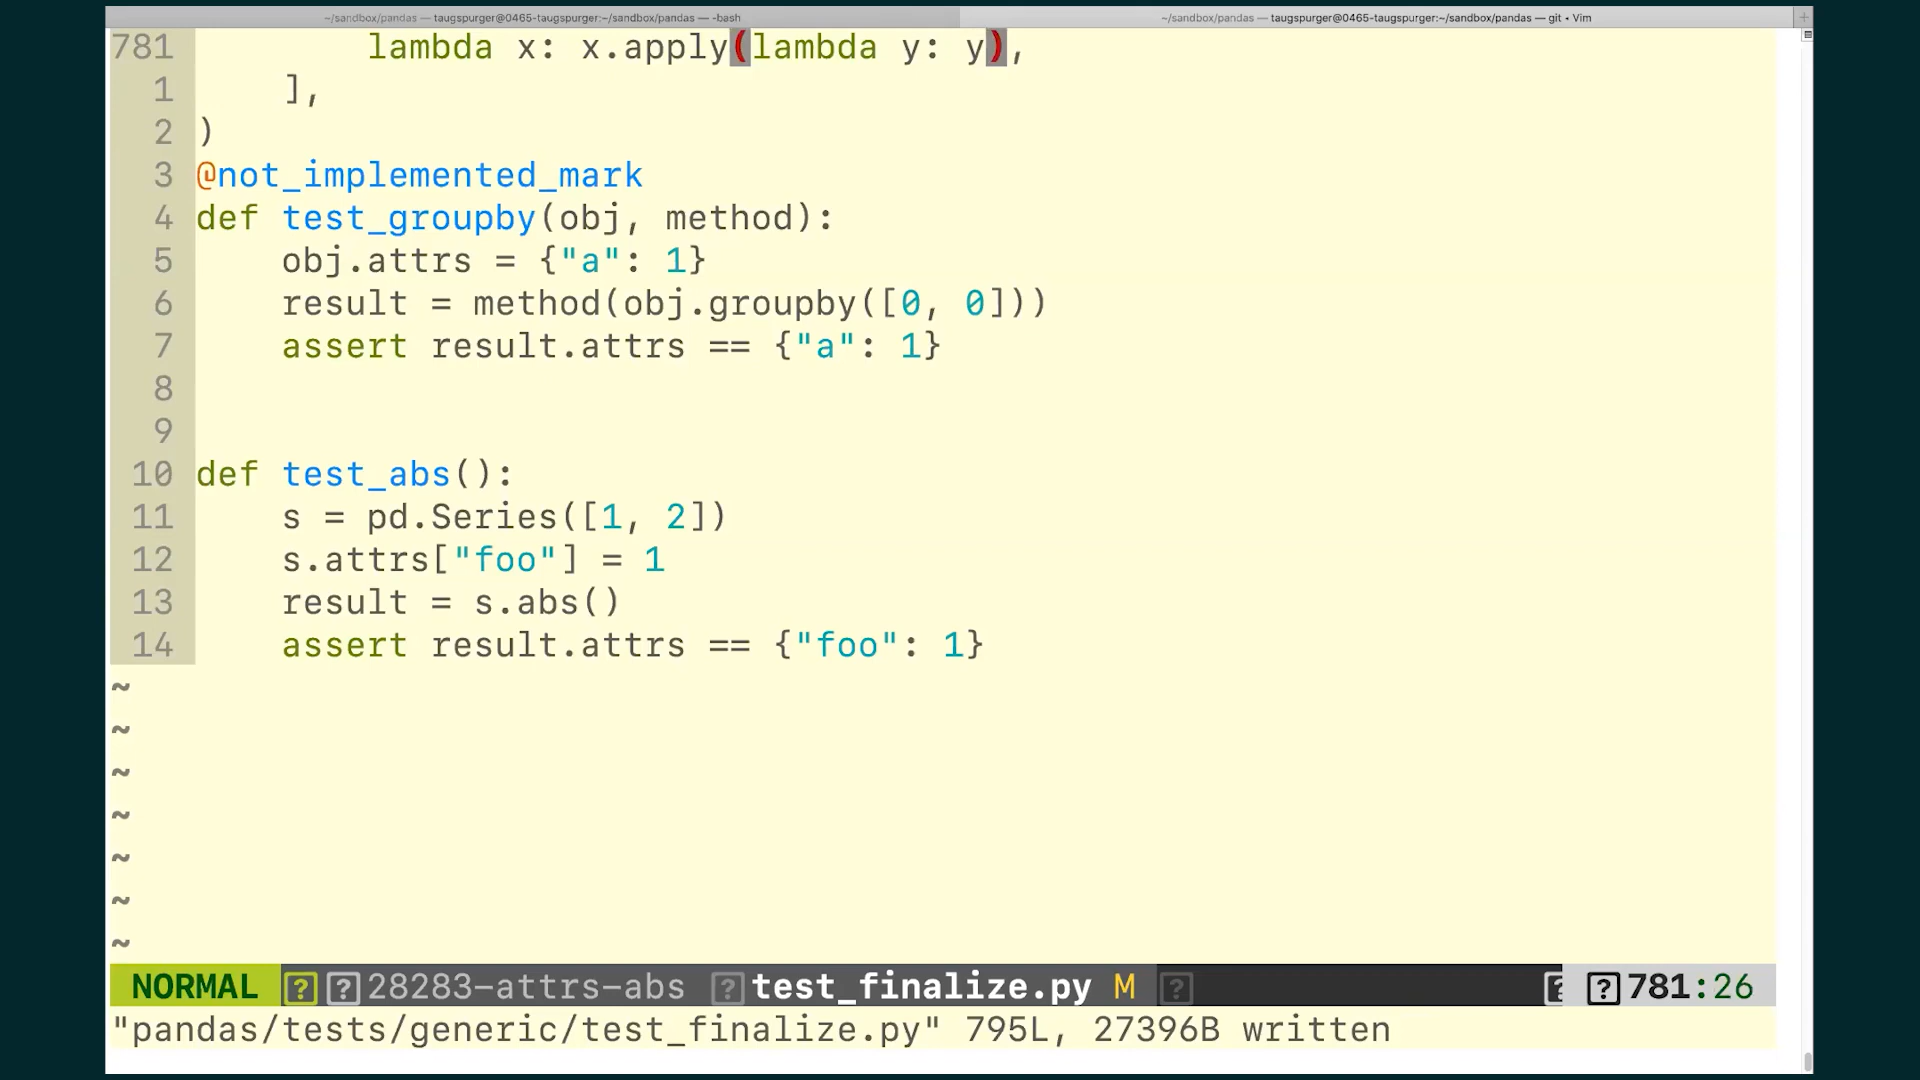 ~/sandbox/pandas — taugspurger@0465-taugspurger:~/sandbox/pandas — -bash
~/sandbox/pandas — taugspurger@0465-taugspurger:~/sandbox/pandas — git • Vim
+
781         lambda x: x.apply(lambda y: y),
1     ],
2 )
3 @not_implemented_mark
4 def test_groupby(obj, method):
5     obj.attrs = {"a": 1}
6     result = method(obj.groupby([0, 0]))
7     assert result.attrs == {"a": 1}
8
9
10 def test_abs():
11     s = pd.Series([1, 2])
12     s.attrs["foo"] = 1
13     result = s.abs()
14     assert result.attrs == {"foo": 1}
~
~
~
~
~
~
~
NORMAL ? ? 28283-attrs-abs ? test_finalize.py M ? ? ? 781:26
"pandas/tests/generic/test_finalize.py" 795L, 27396B written